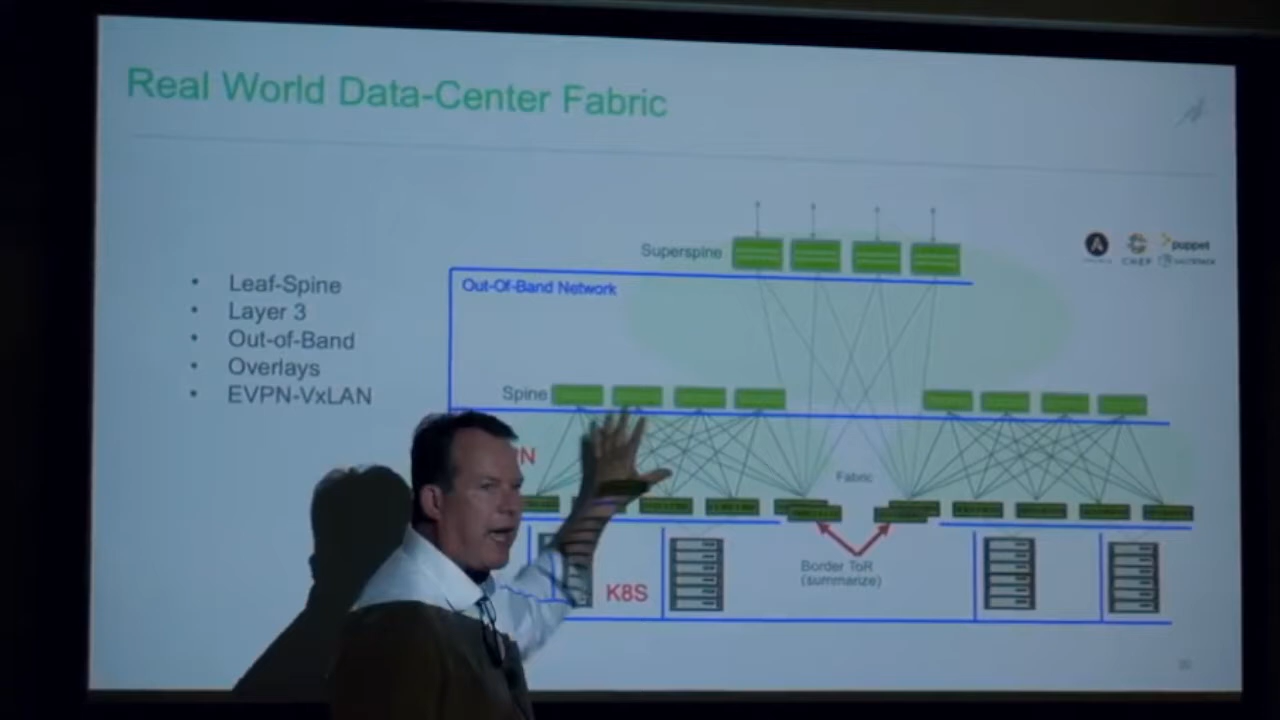 Real World Data-Center Fabric
Superspine
puppet
CHEF
Out-Of-Band Network
• Leaf-Spine
• Layer 3
• Out-of-Band
• Overlays
• EVPN-VxLAN
Spine
Fabric
Border ToR
(summarize)
K8S